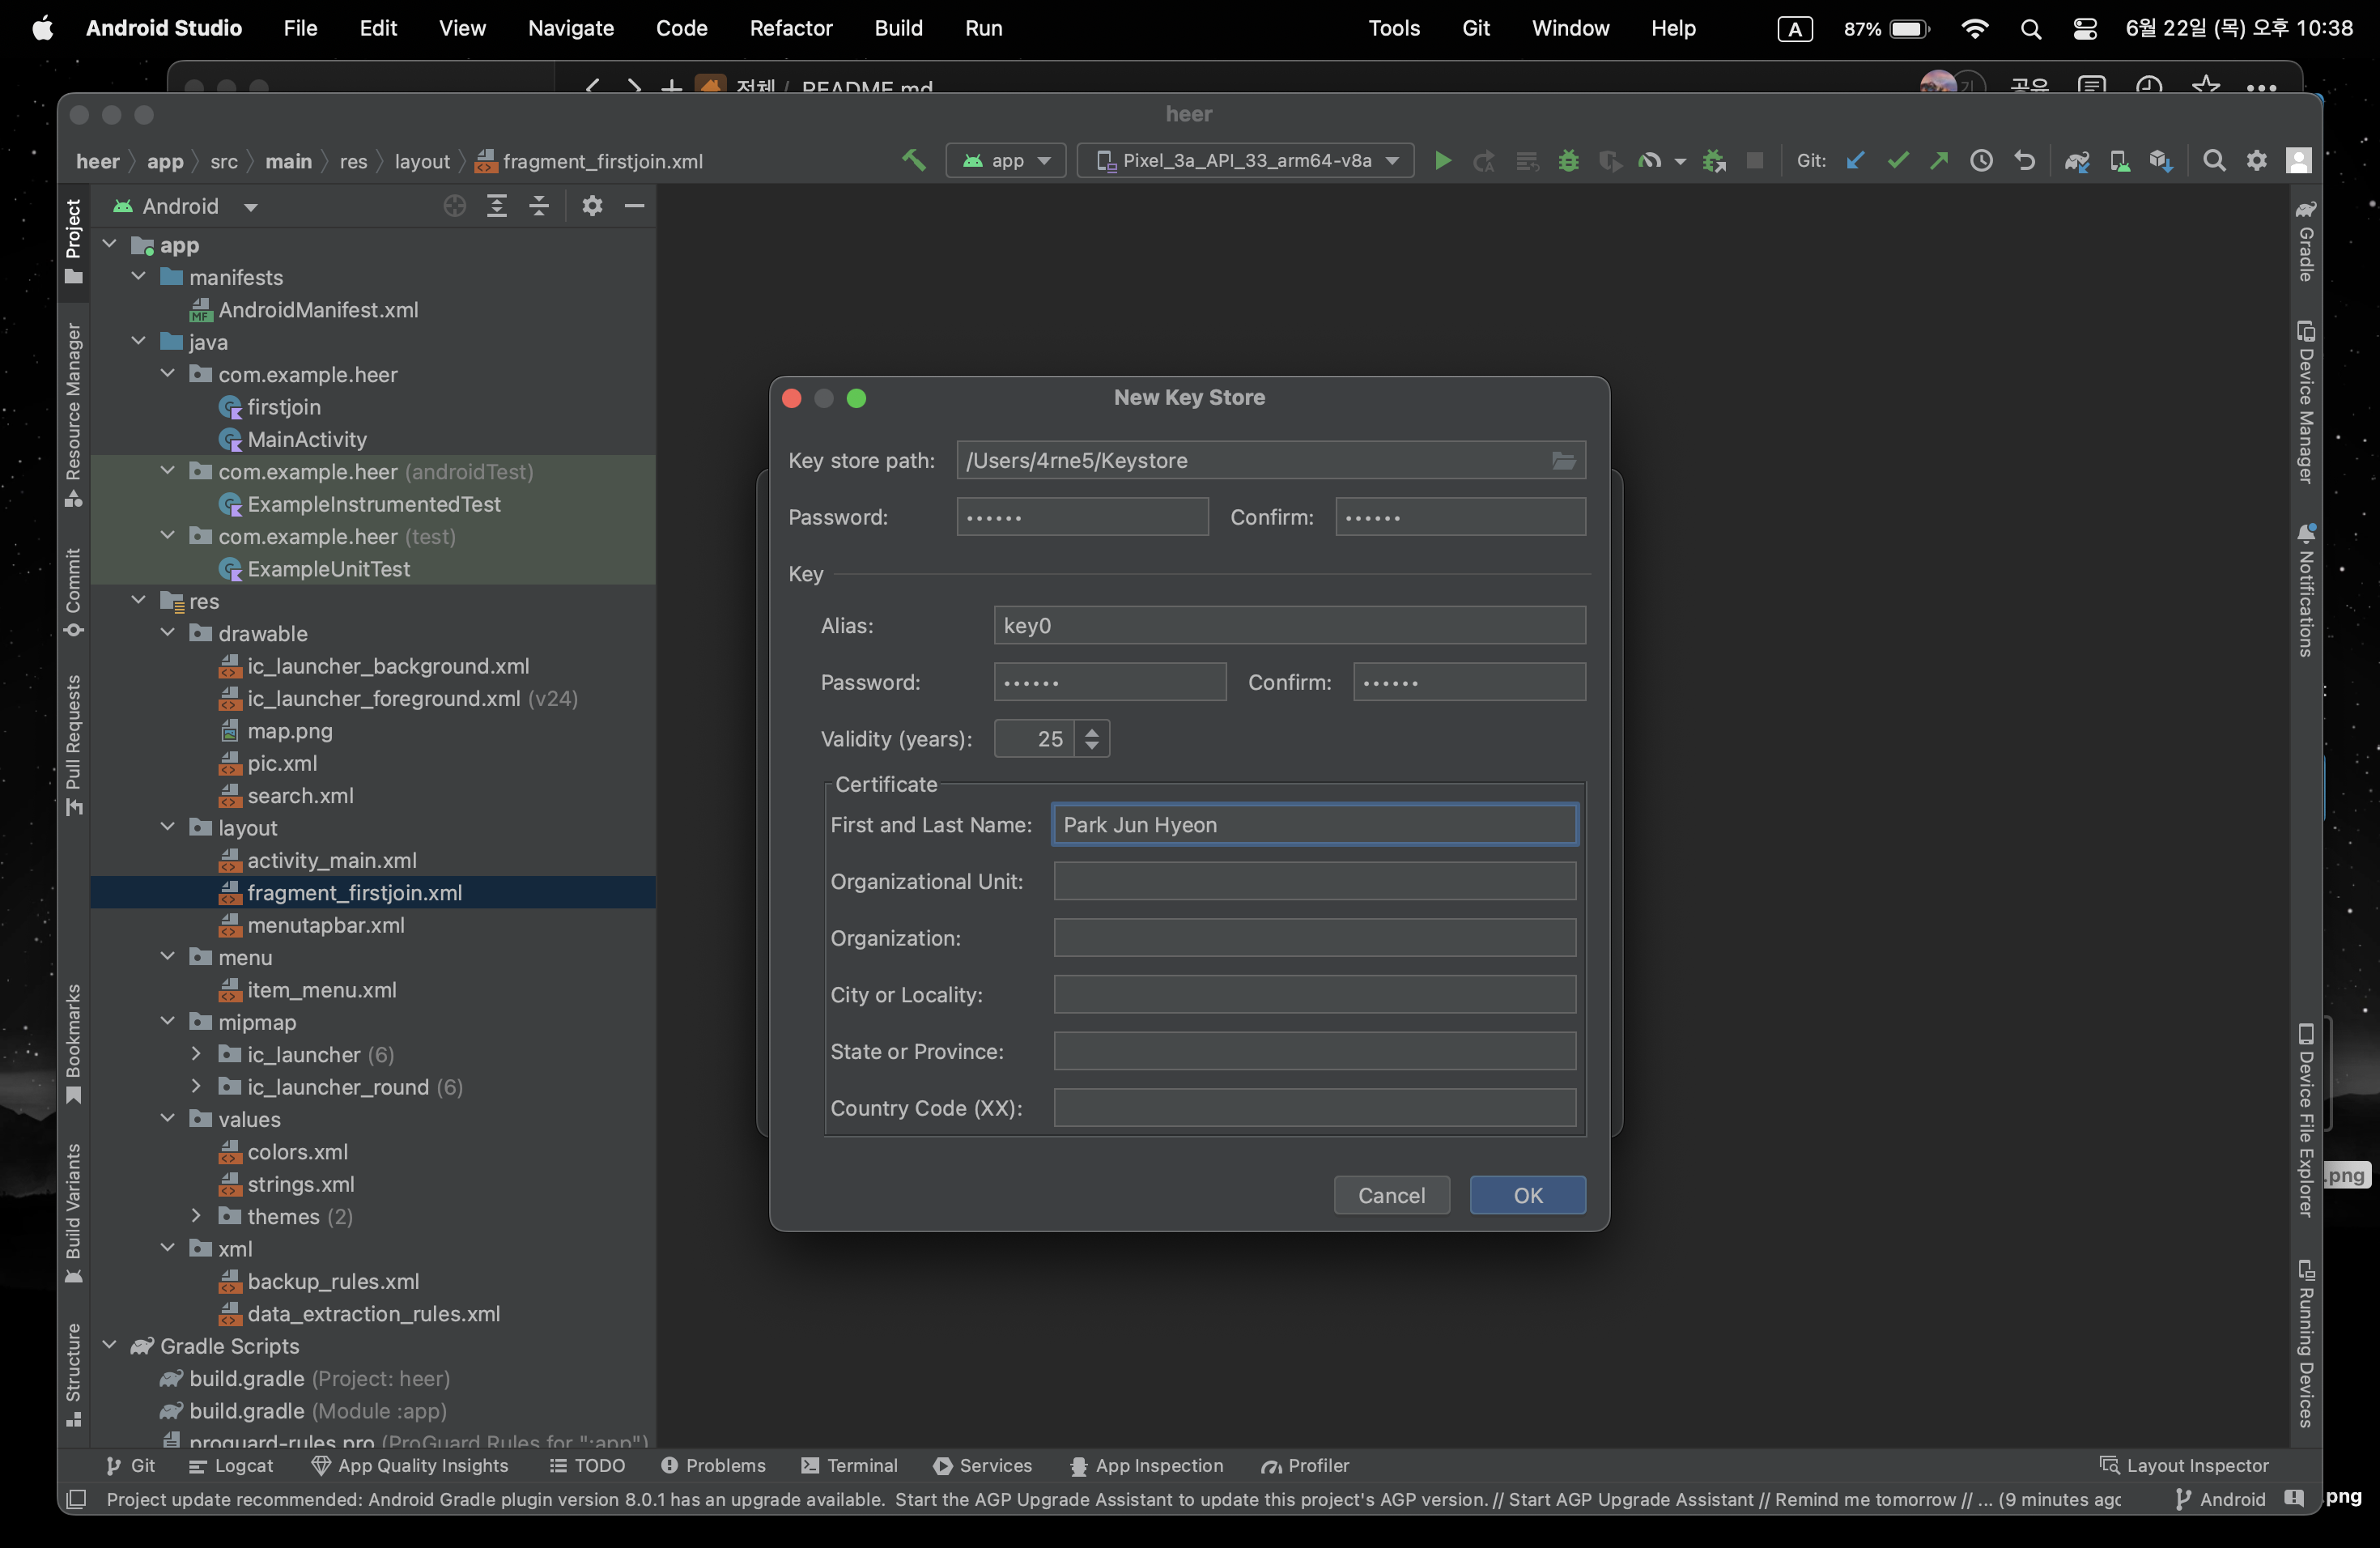 Android Studio File Edit View Navigate Code Refactor Build Run Tools Git Window Help A 87% 6월 22일 (목) 오후 10:38
전체 / README.md 공유
heer
heer app src main res layout fragment_firstjoin.xml app Pixel_3a_API_33_arm64-v8a Git:
Android
app
manifests
AndroidManifest.xml
java
com.example.heer
firstjoin
MainActivity
com.example.heer (androidTest)
ExampleInstrumentedTest
com.example.heer (test)
ExampleUnitTest
res
drawable
ic_launcher_background.xml
ic_launcher_foreground.xml (v24)
map.png
pic.xml
search.xml
layout
activity_main.xml
fragment_firstjoin.xml
menutapbar.xml
menu
item_menu.xml
mipmap
ic_launcher (6)
ic_launcher_round (6)
values
colors.xml
strings.xml
themes (2)
xml
backup_rules.xml
data_extraction_rules.xml
Gradle Scripts
build.gradle (Project: heer)
build.gradle (Module :app)
proguard-rules.pro (ProGuard Rules for ":app")
Project
Resource Manager
Commit
Pull Requests
Bookmarks
Build Variants
Structure
New Key Store
Key store path: /Users/4rne5/Keystore
Password: •••••• Confirm: ••••••
Key
Alias: key0
Password: •••••• Confirm: ••••••
Validity (years): 25
Certificate
First and Last Name: Park Jun Hyeon
Organizational Unit:
Organization:
City or Locality:
State or Province:
Country Code (XX):
Cancel OK
Gradle
Device Manager
Notifications
Device File Explorer
Running Devices
.png
Git Logcat App Quality Insights TODO Problems Terminal Services App Inspection Profiler Layout Inspector
Project update recommended: Android Gradle plugin version 8.0.1 has an upgrade available. Start the AGP Upgrade Assistant to update this project's AGP version. // Start AGP Upgrade Assistant // Remind me tomorrow // ... (9 minutes ago Android
.png